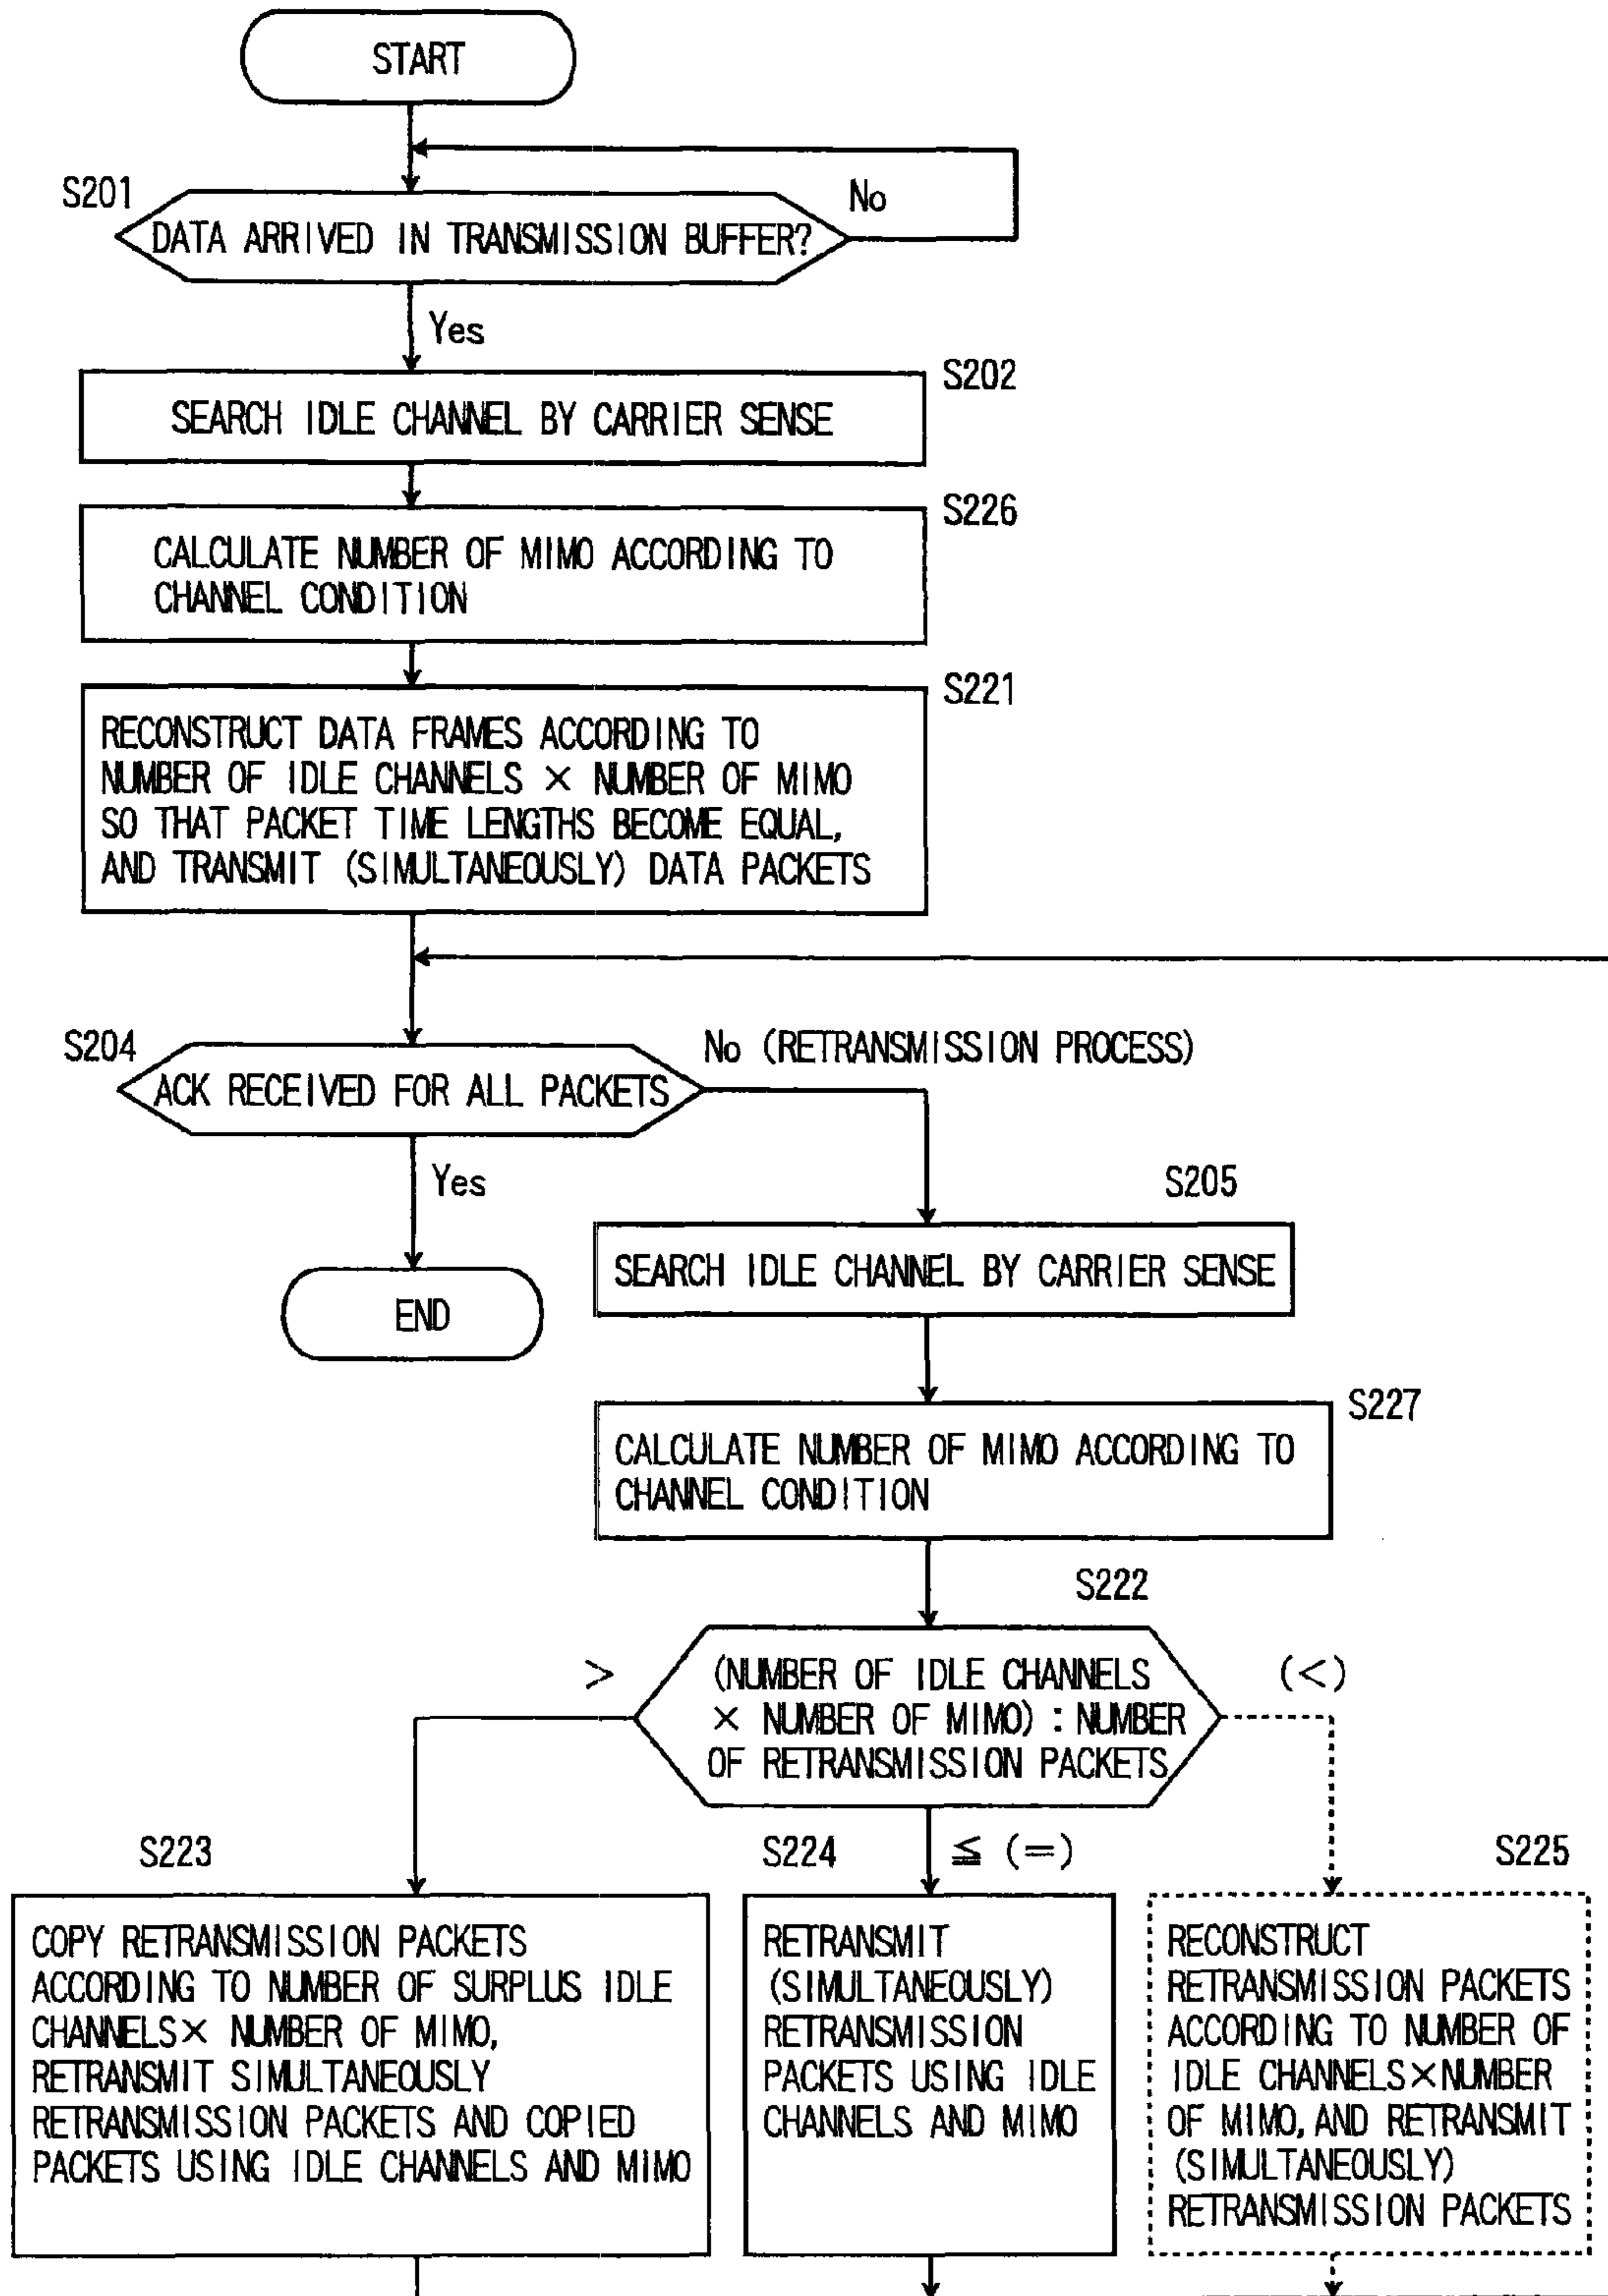 START
S201
DATA ARRIVED IN TRANSMISSION BUFFER?
No
Yes
S202
SEARCH IDLE CHANNEL BY CARRIER SENSE
S226
CALCULATE NUMBER OF MIMO ACCORDING TO
CHANNEL CONDITION
S221
RECONSTRUCT DATA FRAMES ACCORDING TO
NUMBER OF IDLE CHANNELS × NUMBER OF MIMO
SO THAT PACKET TIME LENGTHS BECOME EQUAL,
AND TRANSMIT (SIMULTANEOUSLY) DATA PACKETS
S204
ACK RECEIVED FOR ALL PACKETS
No (RETRANSMISSION PROCESS)
Yes
END
S205
SEARCH IDLE CHANNEL BY CARRIER SENSE
S227
CALCULATE NUMBER OF MIMO ACCORDING TO
CHANNEL CONDITION
S222
(NUMBER OF IDLE CHANNELS
× NUMBER OF MIMO) : NUMBER
OF RETRANSMISSION PACKETS
>
(<)
S223
COPY RETRANSMISSION PACKETS
ACCORDING TO NUMBER OF SURPLUS IDLE
CHANNELS× NUMBER OF MIMO,
RETRANSMIT SIMULTANEOUSLY
RETRANSMISSION PACKETS AND COPIED
PACKETS USING IDLE CHANNELS AND MIMO
S224
≦ (=)
RETRANSMIT
(SIMULTANEOUSLY)
RETRANSMISSION
PACKETS USING IDLE
CHANNELS AND MIMO
S225
RECONSTRUCT
RETRANSMISSION PACKETS
ACCORDING TO NUMBER OF
IDLE CHANNELS×NUMBER
OF MIMO, AND RETRANSMIT
(SIMULTANEOUSLY)
RETRANSMISSION PACKETS